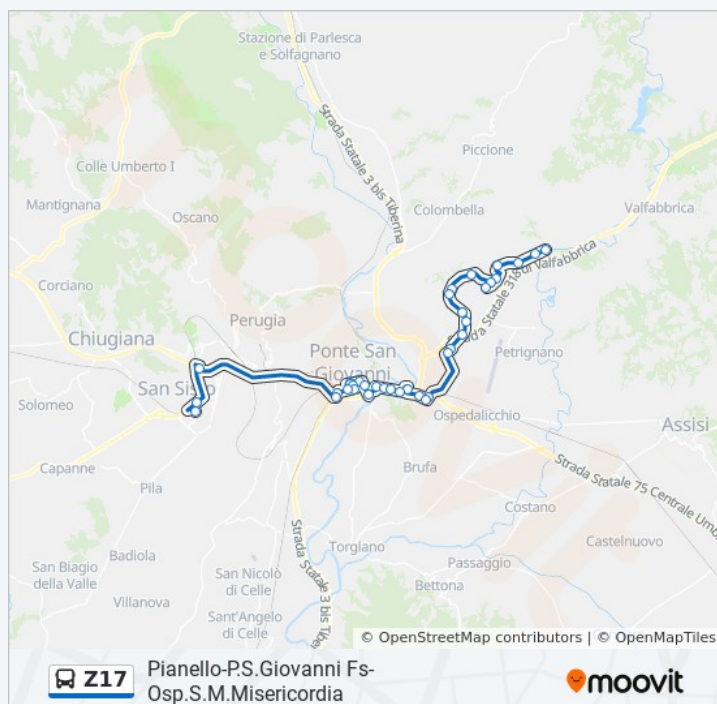 Stazione di Parlesca
e Solfagnano
Strada Statale 3 bis Tiberina
Piccione
Colle Umberto I
Mantignana
Oscano
Colombella
Valfabbrica
Strada Statale 318 di Valfabbrica
Corciano
Perugia
Chiugiana
Ponte San
Giovanni
Petrignano
San Sisto
Solomeo
Ospedalicchio
Assisi
Capanne
Brufa
Strada Statale 75 Centrale Umb
Pila
Costano
Strada Statale 3 bis Tiber
Castelnuovo
Badiola
Torgiano
Passaggio
San Biagio
della Valle
San Nicolò
di Celle
Bettona
Villanova
Sant'Angelo
di Celle
© OpenStreetMap contributors | © OpenMapTiles
Z17
Pianello-P.S.Giovanni Fs-
Osp.S.M.Misericordia
moovit